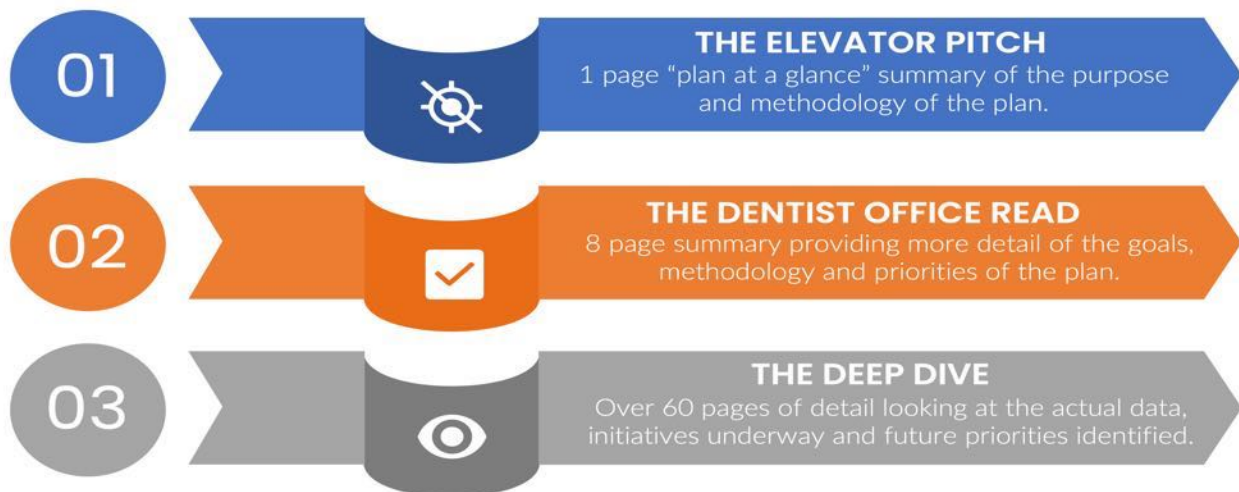 01
THE ELEVATOR PITCH
1 page “plan at a glance” summary of the purpose
and methodology of the plan.
02
THE DENTIST OFFICE READ
8 page summary providing more detail of the goals,
methodology and priorities of the plan.
03
THE DEEP DIVE
Over 60 pages of detail looking at the actual data,
initiatives underway and future priorities identified.